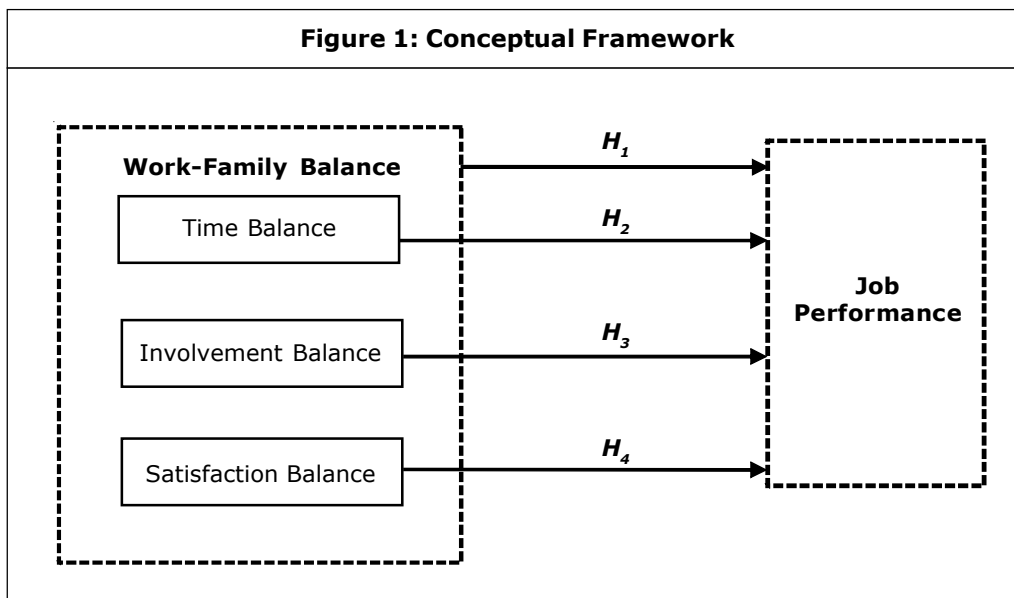 Figure 1: Conceptual Framework
Work-Family Balance
H1
Time Balance
H2
Involvement Balance
H3
Satisfaction Balance
H4
Job
Performance